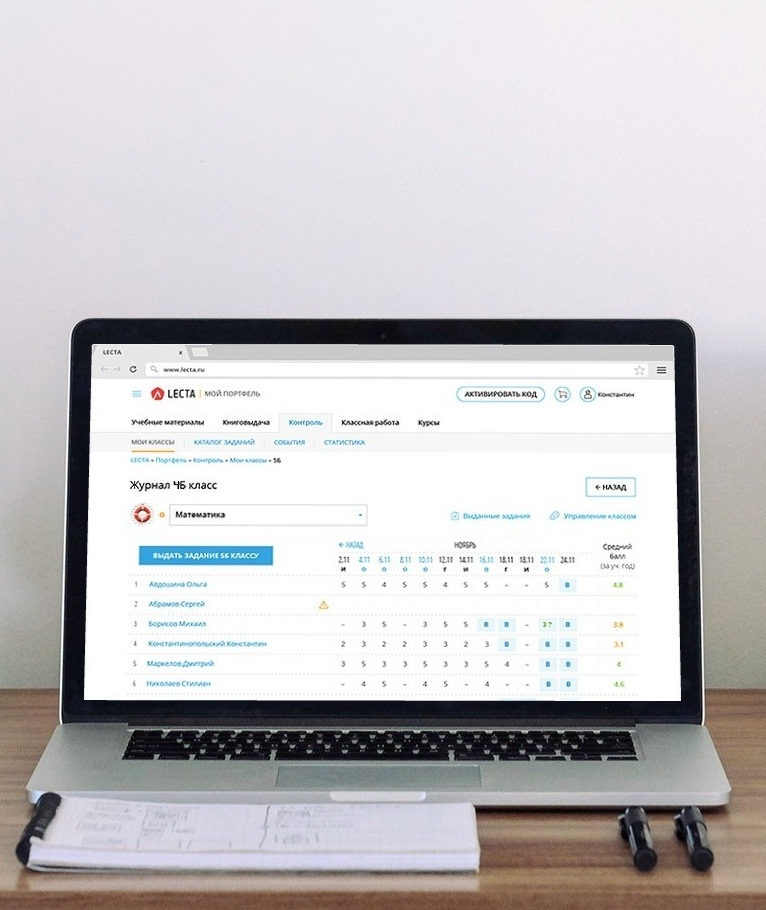 LECTA x
www.lecta.ru
LECTA | МОЙ ПОРТФЕЛЬ АКТИВИРОВАТЬ КОД Константин
Учебные материалы Книговыдача Контроль Классная работа Курсы
МОИ КЛАССЫ КАТАЛОГ ЗАДАНИЙ СОБЫТИЯ СТАТИСТИКА
LECTA » Портфель » Контроль » Мои классы » 5Б
Журнал ЧБ класс ← НАЗАД
Математика Выданные задания Управление классом
ВЫДАТЬ ЗАДАНИЕ 5Б КЛАССУ
← НАЗАД НОЯБРЬ Средний
2.11 4.11 6.11 8.11 10.11 12.11 14.11 16.11 18.11 18.11 22.11 24.11 балл
И О О О О Г И О Г И О (за уч. год)
1 Авдошина Ольга 5 5 4 5 5 4 5 5 – – 5 В 4.8
2 Абрамов Сергей
3 Борисов Михаил – 3 5 – 3 5 5 В В – 3 ? В 3.8
4 Константинопольский Константин 2 3 2 2 3 3 2 3 В – В В 3.1
5 Маркелов Дмитрий 3 5 3 3 5 3 3 5 4 – В В 4
6 Николаев Стилиан – 4 5 – 4 5 – 4 – – В В 4.6